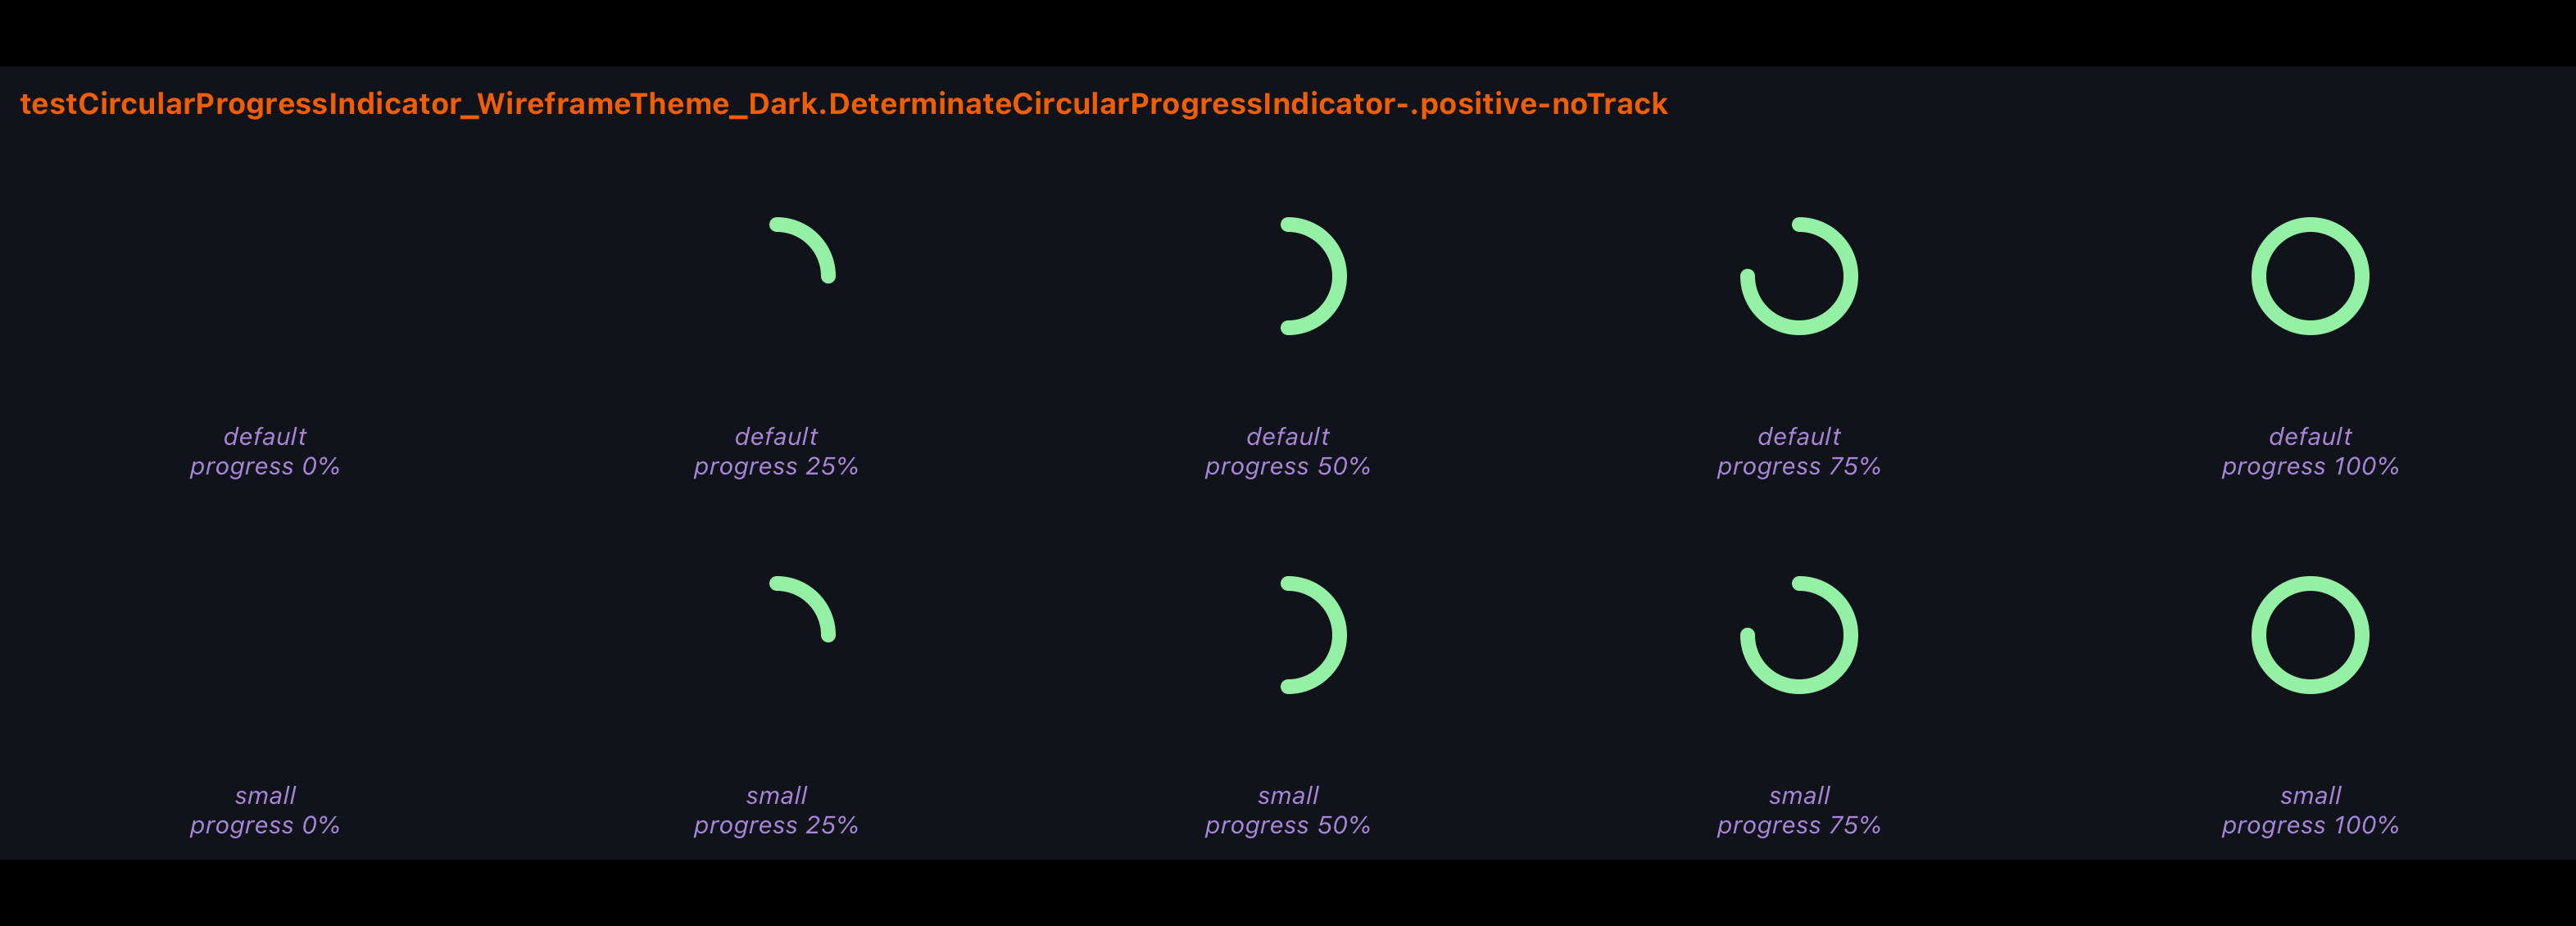 testCircularProgressIndicator_WireframeTheme_Dark.DeterminateCircularProgressIndicator-.positive-noTrack
default
progress 0%
default
progress 25%
default
progress 50%
default
progress 75%
default
progress 100%
small
progress 0%
small
progress 25%
small
progress 50%
small
progress 75%
small
progress 100%